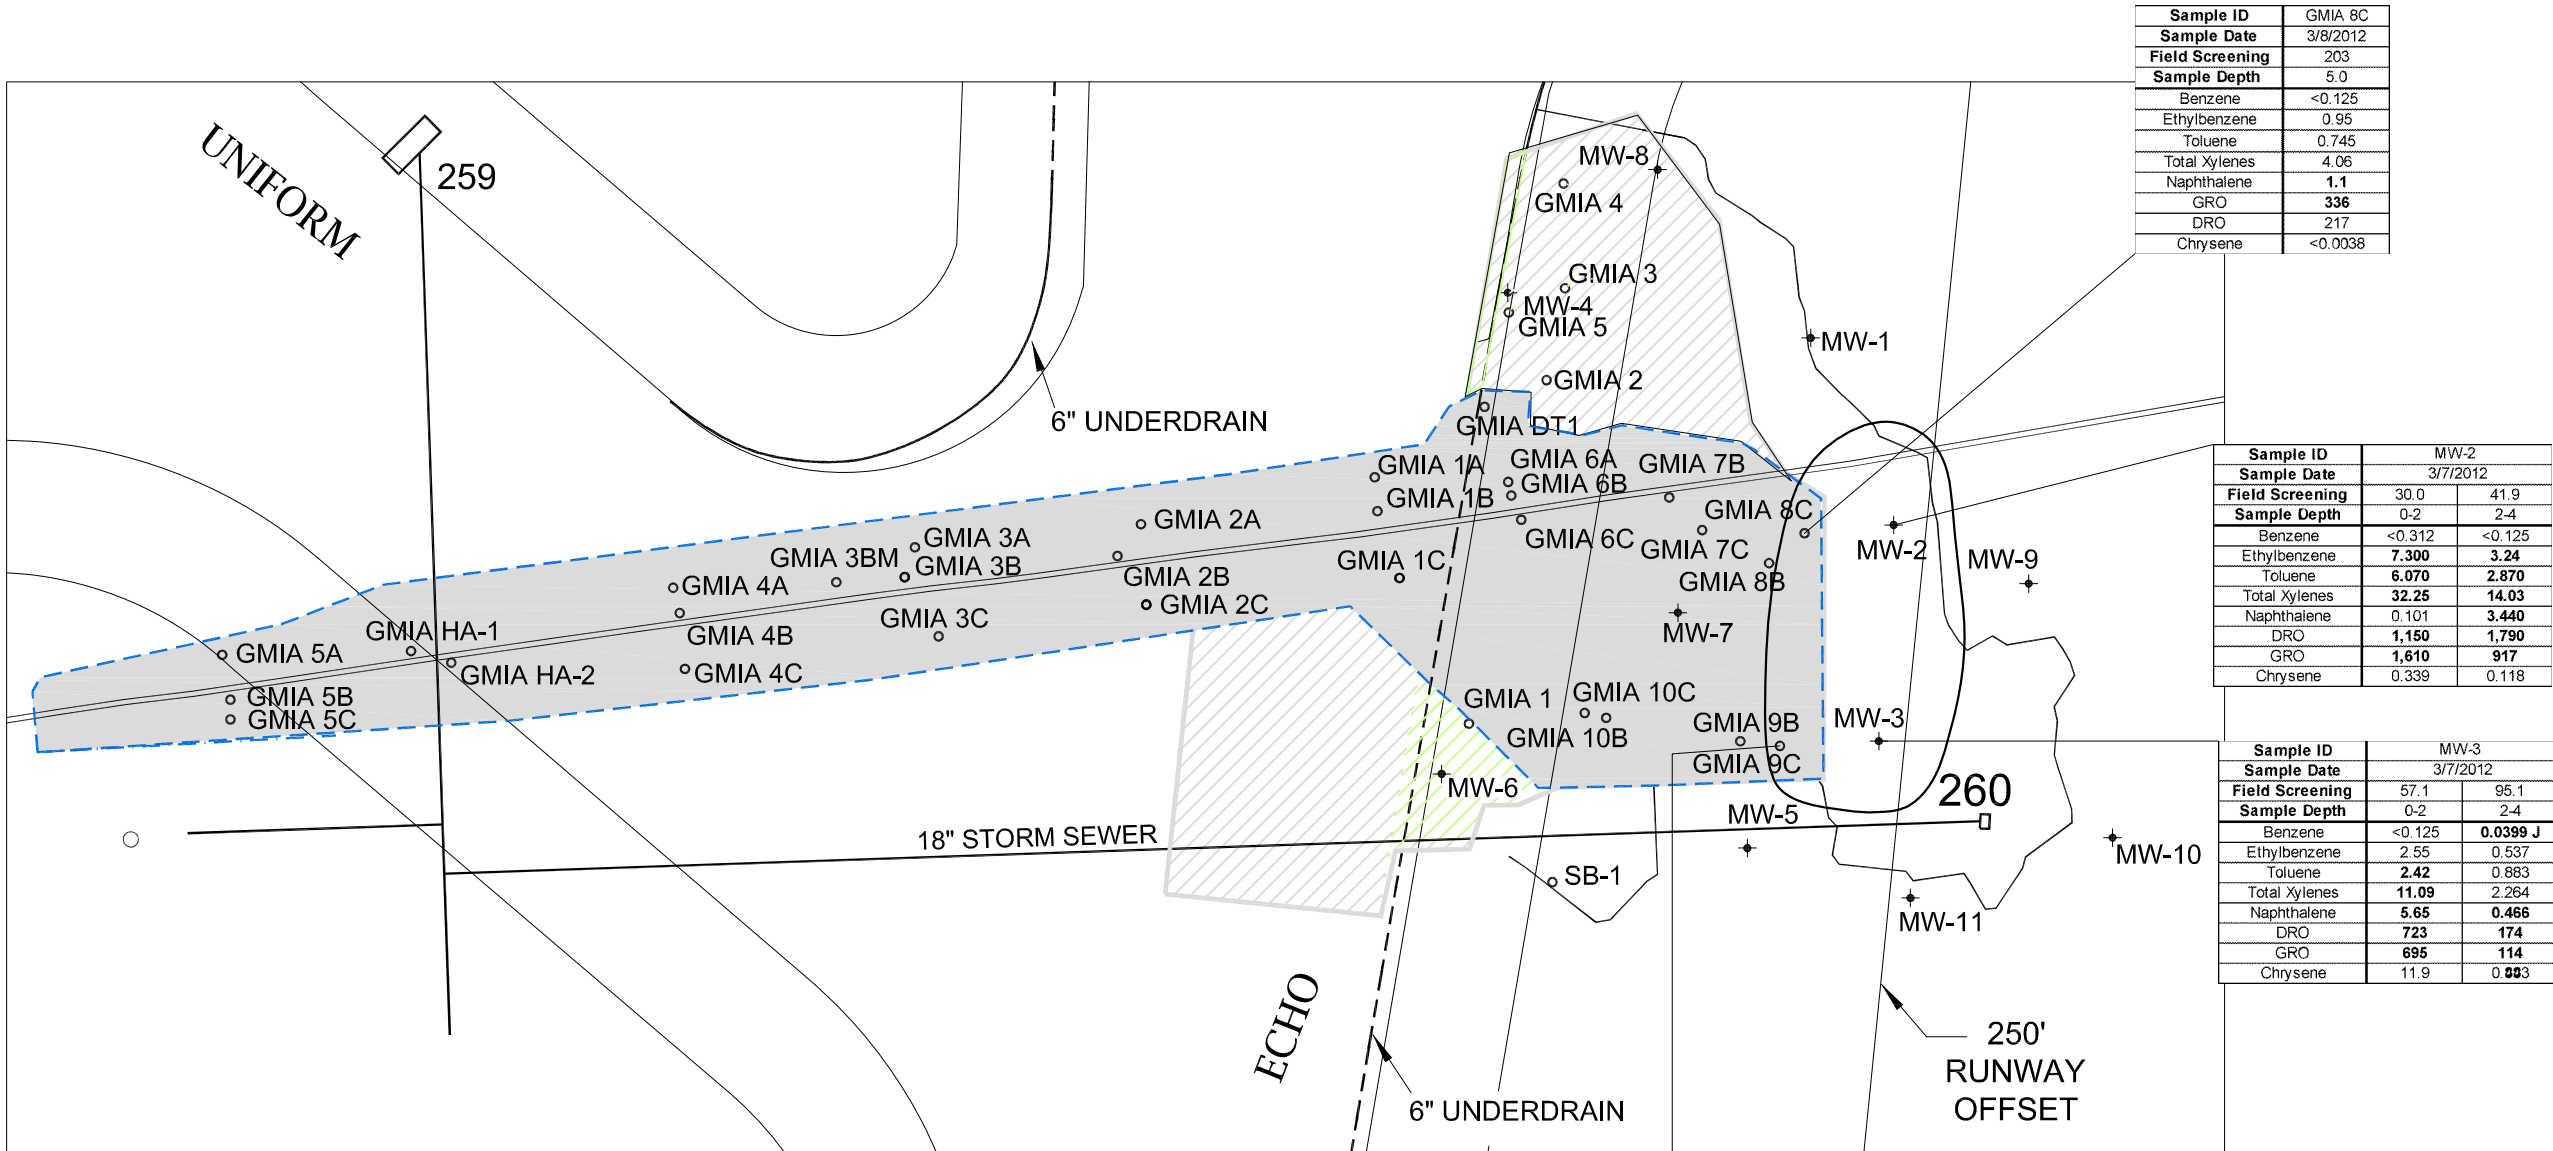 Sample ID GMIA 8C
Sample Date 3/8/2012
Field Screening 203
Sample Depth 5.0
Benzene <0.125
Ethylbenzene 0.95
Toluene 0.745
Total Xylenes 4.06
Naphthalene 1.1
GRO 336
DRO 217
Chrysene <0.0038
UNIFORM
259
MW-8
GMIA 4
GMIA 3
MW-4
GMIA 5
MW-1
GMIA 2
6" UNDERDRAIN
GMIA DT1
GMIA 1A
GMIA 6A
GMIA 7B
GMIA 6B
GMIA 1B
GMIA 2A
GMIA 8C
GMIA 3A
GMIA 6C
GMIA 7C
MW-2
GMIA 3BM
GMIA 3B
GMIA 1C
MW-9
GMIA 2B
GMIA 8B
GMIA 4A
GMIA 2C
GMIA 3C
GMIA HA-1
GMIA 4B
MW-7
GMIA 5A
GMIA HA-2
GMIA 4C
GMIA 5B
GMIA 5C
GMIA 1
GMIA 10C
GMIA 10B
GMIA 9B
MW-3
GMIA 9C
MW-6
260
MW-5
18" STORM SEWER
MW-10
SB-1
MW-11
ECHO
6" UNDERDRAIN
250'
RUNWAY
OFFSET
Sample ID MW-2
Sample Date 3/7/2012
Field Screening 30.0 41.9
Sample Depth 0-2 2-4
Benzene <0.312 <0.125
Ethylbenzene 7.300 3.24
Toluene 6.070 2.870
Total Xylenes 32.25 14.03
Naphthalene 0.101 3.440
DRO 1,150 1,790
GRO 1,610 917
Chrysene 0.339 0.118
Sample ID MW-3
Sample Date 3/7/2012
Field Screening 57.1 95.1
Sample Depth 0-2 2-4
Benzene <0.125 0.0399 J
Ethylbenzene 2.55 0.537
Toluene 2.42 0.883
Total Xylenes 11.09 2.264
Naphthalene 5.65 0.466
DRO 723 174
GRO 695 114
Chrysene 11.9